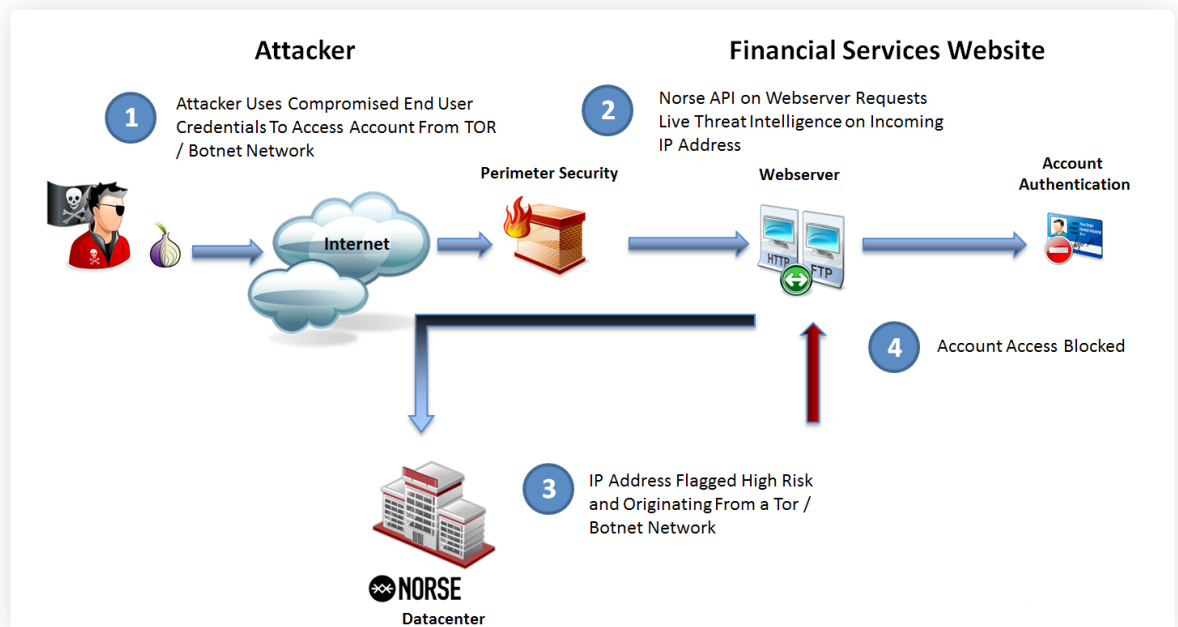 Attacker
Financial Services Website
1
Attacker Uses Compromised End User
Credentials To Access Account From TOR
/ Botnet Network
2
Norse API on Webserver Requests
Live Threat Intelligence on Incoming
IP Address
Perimeter Security
Webserver
Account
Authentication
Internet
HTTP
FTP
4
Account Access Blocked
3
IP Address Flagged High Risk
and Originating From a Tor /
Botnet Network
NORSE
Datacenter